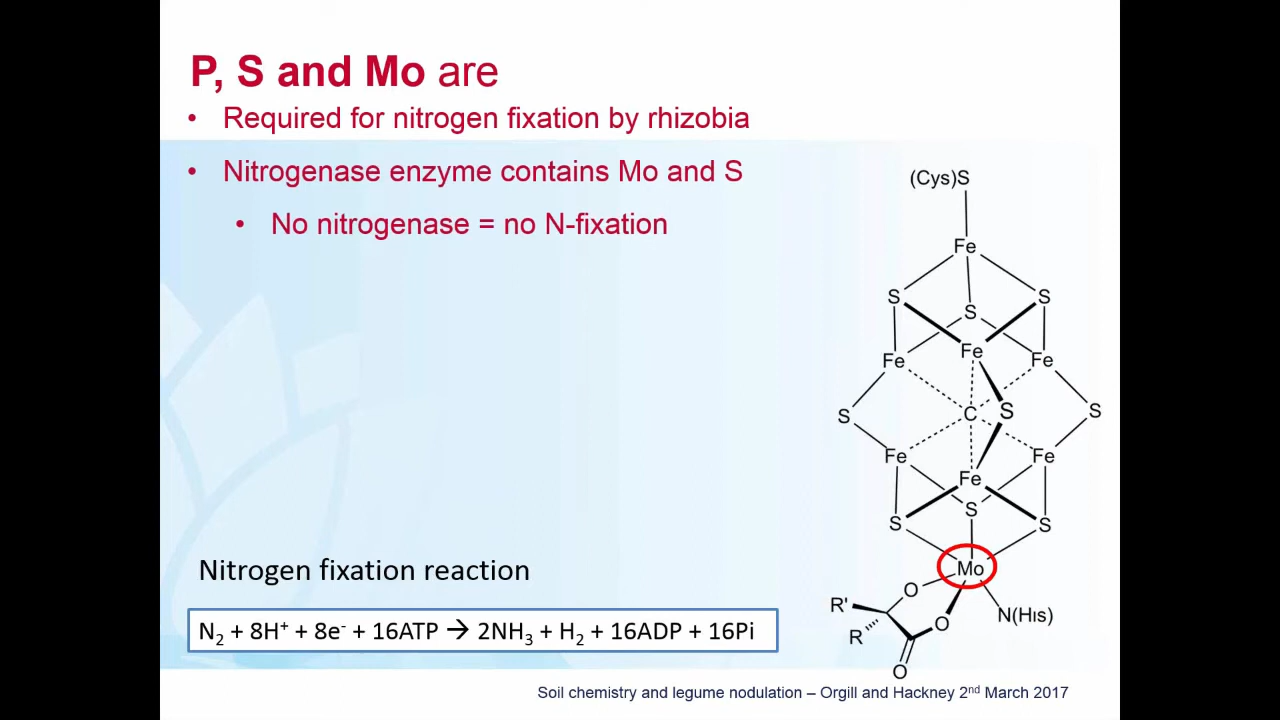 P, S and Mo are
• Required for nitrogen fixation by rhizobia
• Nitrogenase enzyme contains Mo and S
• No nitrogenase = no N-fixation
(Cys)S
Fe
S S
S
Fe Fe Fe
S C S S
Fe Fe
Fe
S S S
Mo
O
R' N(His)
R O
O
Nitrogen fixation reaction
N₂ + 8H⁺ + 8e⁻ + 16ATP → 2NH₃ + H₂ + 16ADP + 16Pi
Soil chemistry and legume nodulation – Orgill and Hackney 2ⁿᵈ March 2017